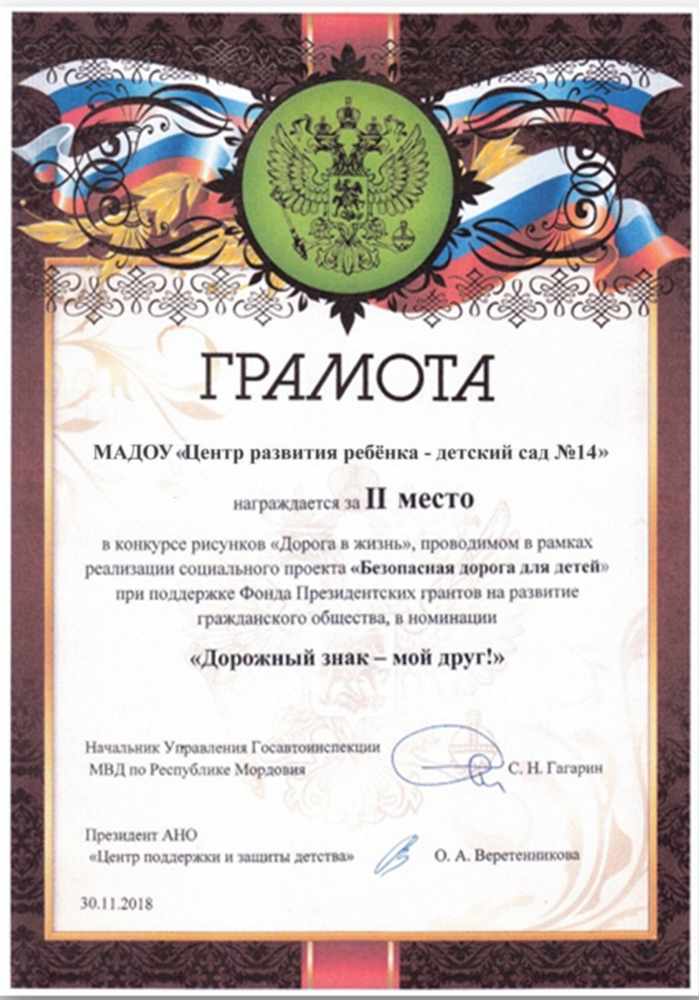 ГРАМОТА
МАДОУ «Центр развития ребёнка - детский сад №14»
награждается за II место
в конкурсе рисунков «Дорога в жизнь», проводимом в рамках
реализации социального проекта «Безопасная дорога для детей»
при поддержке Фонда Президентских грантов на развитие
гражданского общества, в номинации
«Дорожный знак – мой друг!»
Начальник Управления Госавтоинспекции
МВД по Республике Мордовия
С. Н. Гагарин
Президент АНО
«Центр поддержки и защиты детства»
О. А. Веретенникова
30.11.2018